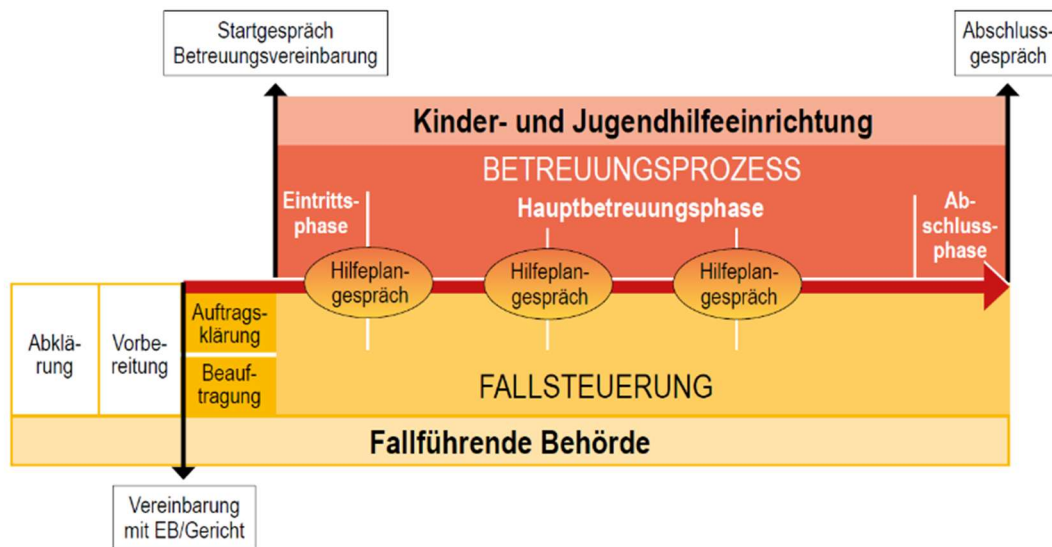 Startgespräch
Betreuungsvereinbarung
Abschluss-
gespräch
Kinder- und Jugendhilfeeinrichtung
BETREUUNGSPROZESS
Eintritts-
phase
Hauptbetreuungsphase
Ab-
schluss-
phase
Hilfeplan-
gespräch
Hilfeplan-
gespräch
Hilfeplan-
gespräch
Abklä-
rung
Vorbe-
reitung
Auftrags-
klärung
Beauf-
tragung
FALLSTEUERUNG
Fallführende Behörde
Vereinbarung
mit EB/Gericht